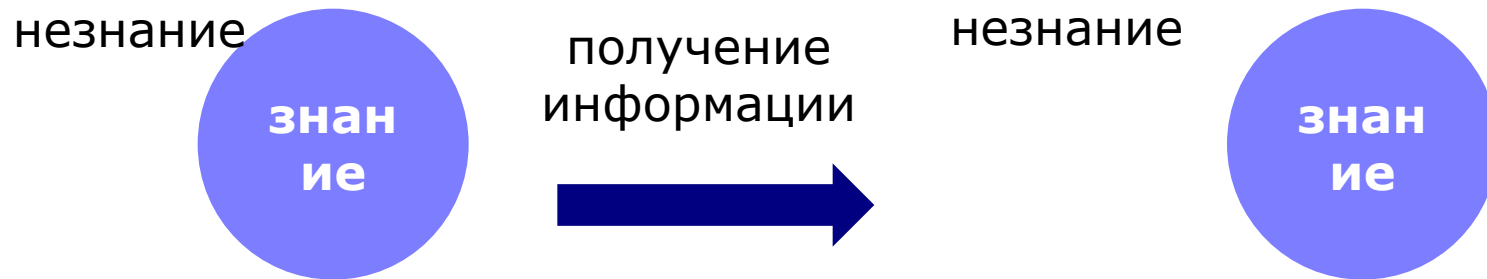 незнание
знан
ие
получение
информации
незнание
знан
ие